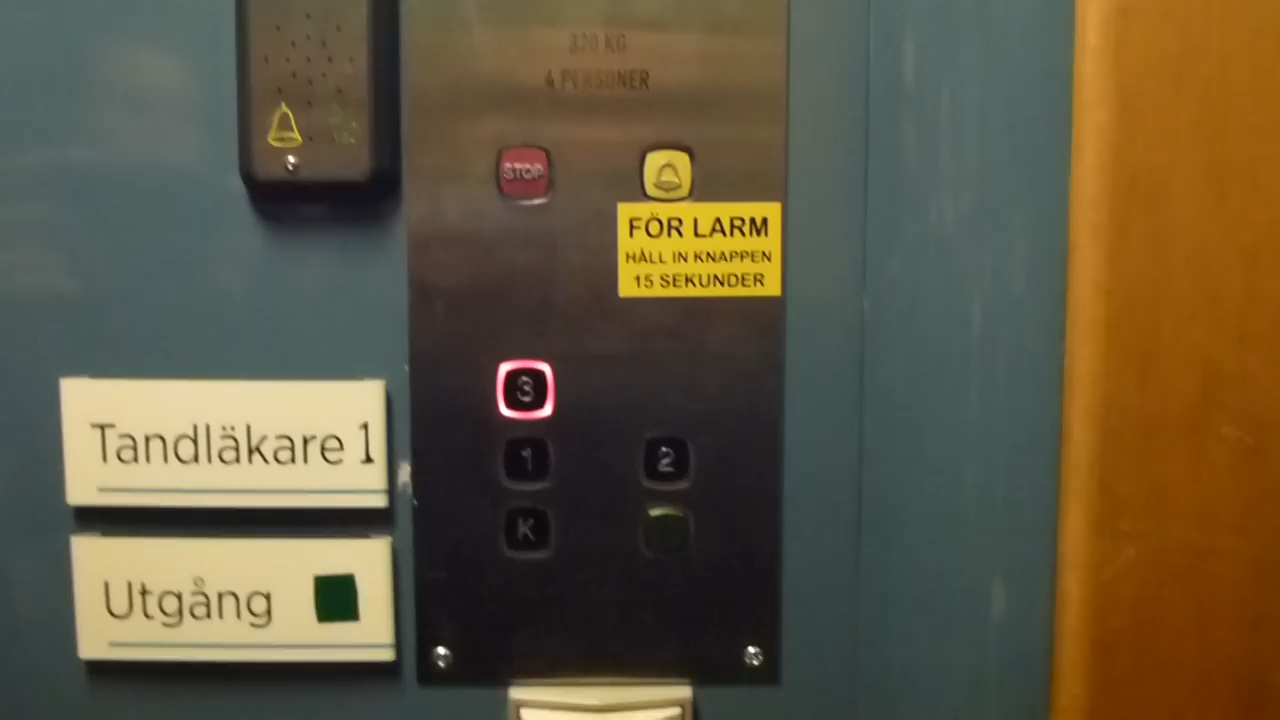 320 KG
4 PERSONER
STOP
FÖR LARM
HÅLL IN KNAPPEN
15 SEKUNDER
3
1 2
K
Tandläkare 1
Utgång